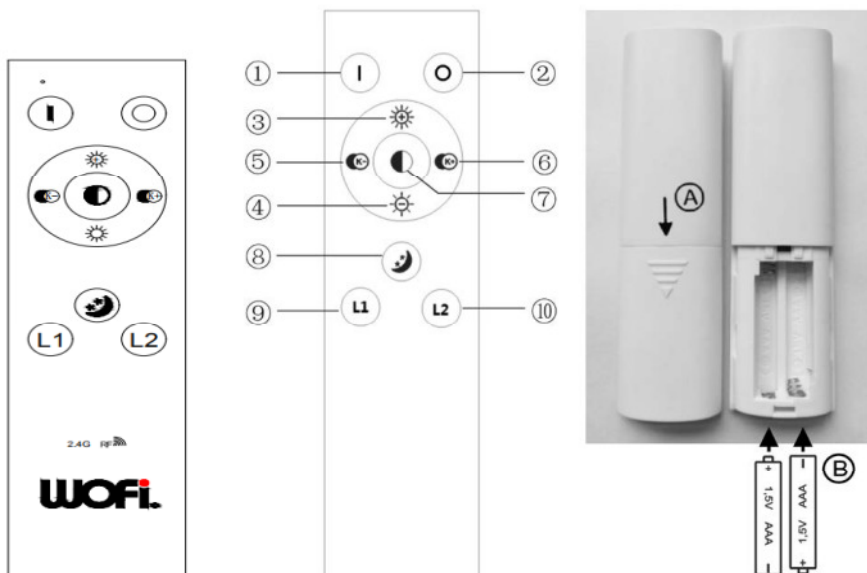 K-
K+
L1
L2
2.4G RF
WOFi
①
②
③
④
⑤
⑥
⑦
⑧
⑨
⑩
I
O
K-
K+
L1
L2
A
B
+ 1,5V AAA -
- AAA 1,5V +